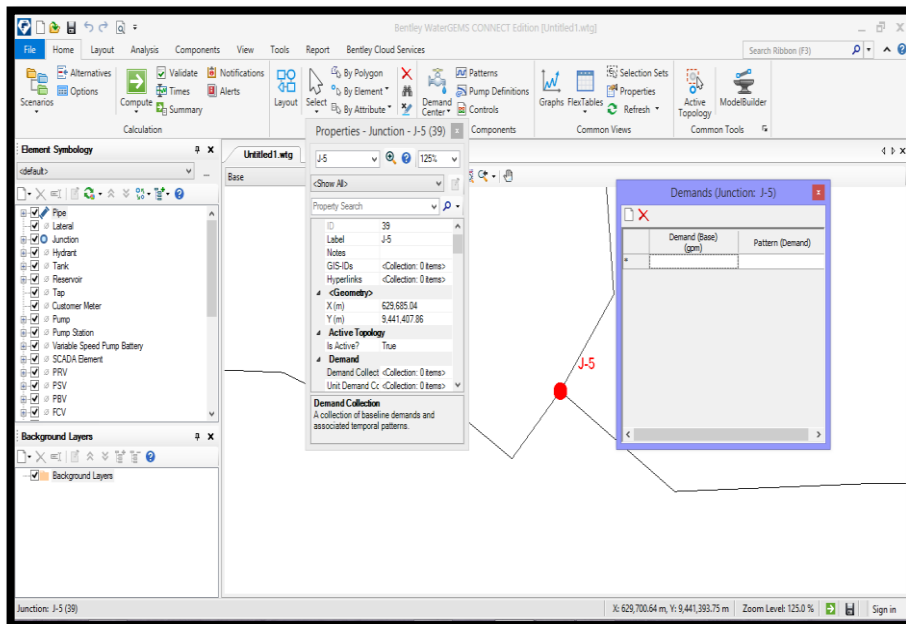 Bentley WaterGEMS CONNECT Edition [Untitled1.wtg]
File Home Layout Analysis Components View Tools Report Bentley Cloud Services Search Ribbon (F3)
Scenarios
Alternatives
Options
Compute
Validate
Times
Summary
Notifications
Alerts
Calculation
Layout
Select
By Polygon
By Element
By Attribute
Demand Center
Patterns
Pump Definitions
Controls
Components
Graphs FlexTables
Selection Sets
Properties
Refresh
Common Views
Active Topology
ModelBuilder
Common Tools
Element Symbology
<default>
Pipe
Lateral
Junction
Hydrant
Tank
Reservoir
Tap
Customer Meter
Pump
Pump Station
Variable Speed Pump Battery
SCADA Element
PRV
PSV
PBV
FCV
Background Layers
Background Layers
Untitled1.wtg
Base
Properties - Junction - J-5 (39)
J-5 125%
<Show All>
Property Search
ID 39
Label J-5
Notes
GIS-IDs <Collection: 0 items>
Hyperlinks <Collection: 0 items>
<Geometry>
X (m) 629,685.04
Y (m) 9,441,407.86
Active Topology
Is Active? True
Demand
Demand Collect <Collection: 0 items>
Unit Demand Cc <Collection: 0 items>
Demand Collection
A collection of baseline demands and
associated temporal patterns.
J-5
Demands (Junction: J-5)
Demand (Base)
(gpm)
Pattern (Demand)
*
Junction: J-5 (39)
X: 629,700.64 m, Y: 9,441,393.75 m Zoom Level: 125.0 % Sign in